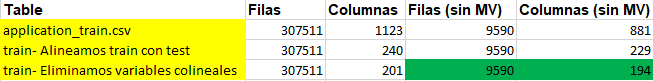 Table Filas Columnas Filas (sin MV) Columnas (sin MV)
application_train.csv 307511 1123 9590 881
train- Alineamos train con test 307511 240 9590 229
train- Eliminamos variables colineales 307511 201 9590 194